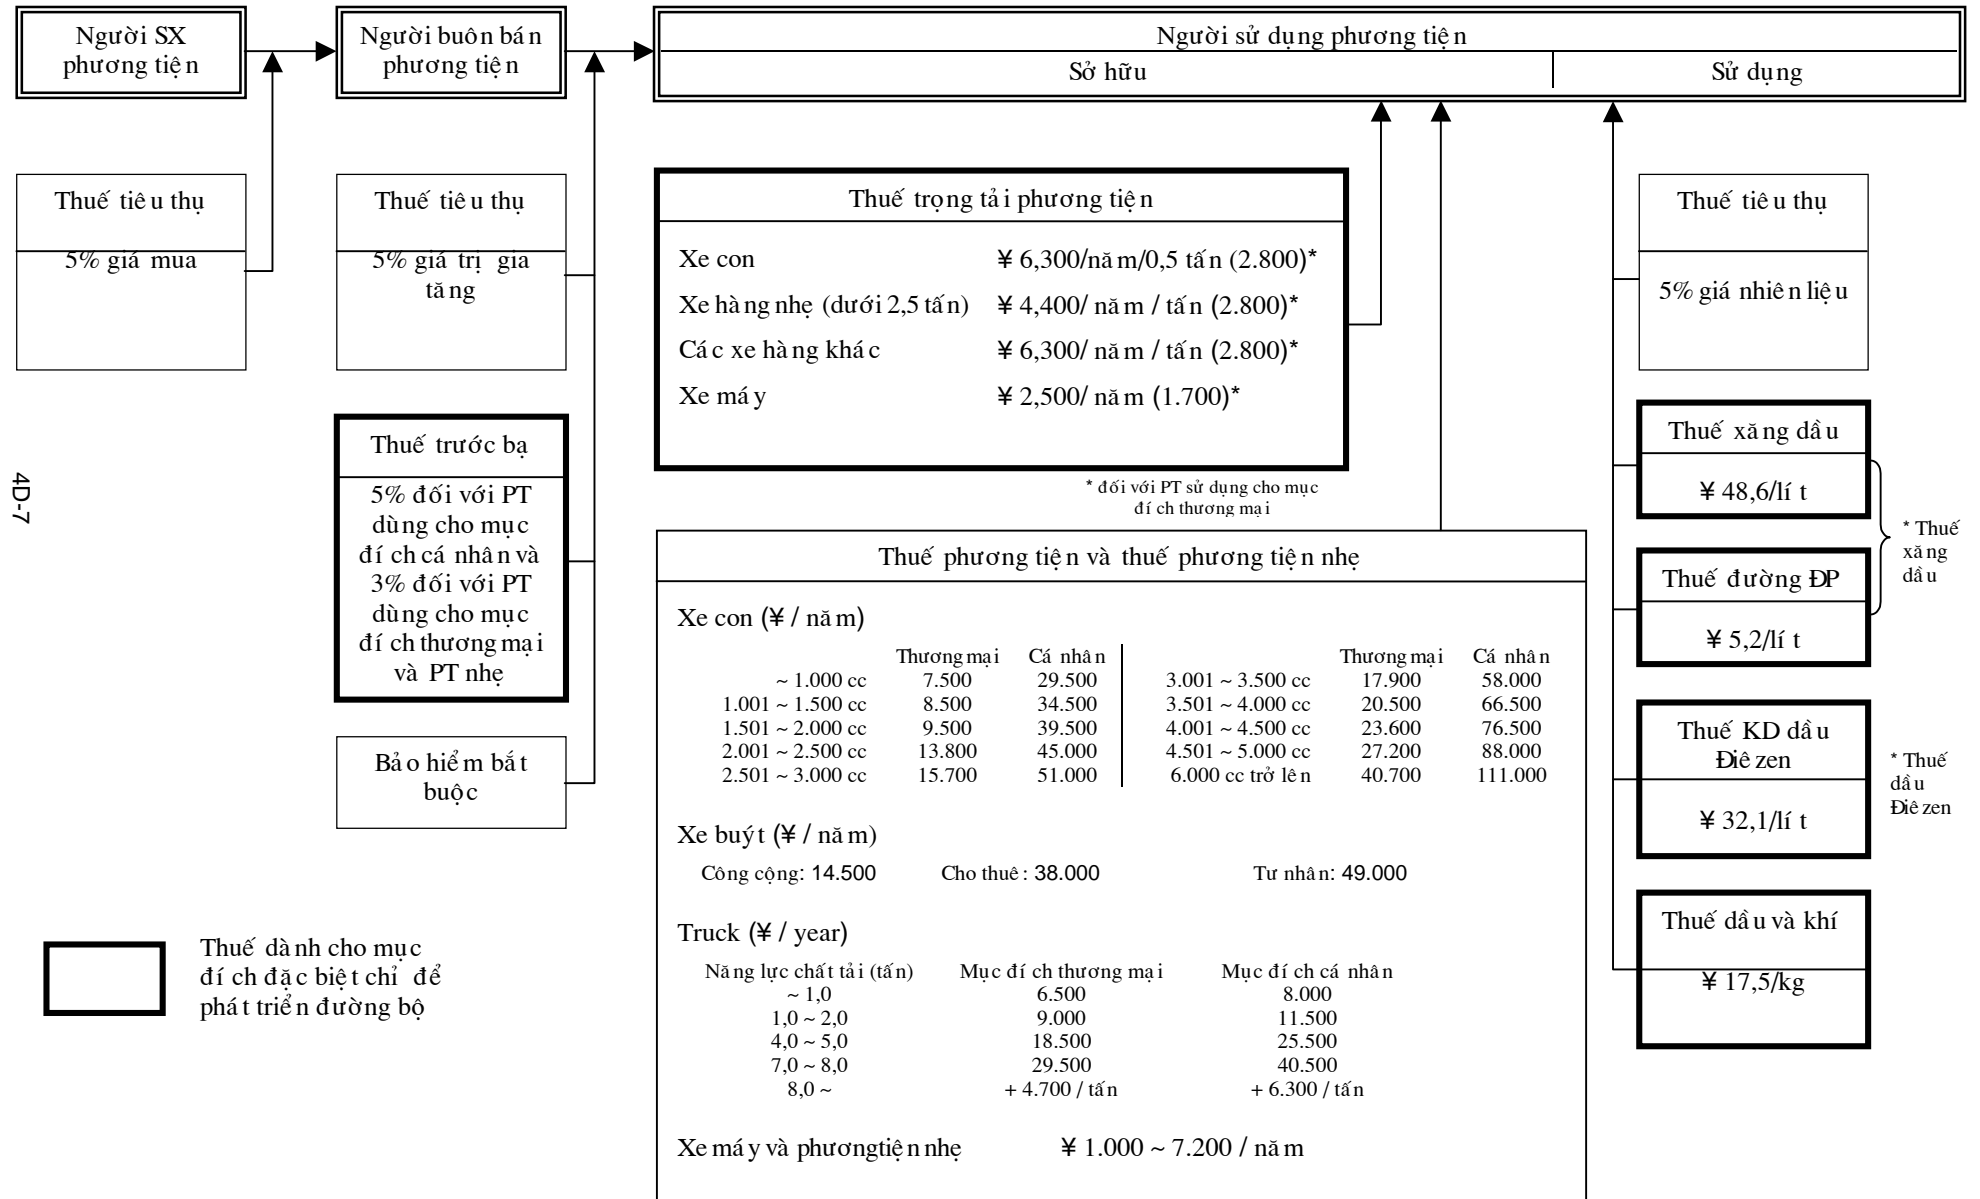 Người SX
phương tiện
Người buôn bán
phương tiện
Người sử dụng phương tiện
Sở hữu
Sử dụng
Thuế tiêu thụ
5% giá mua
Thuế tiêu thụ
5% giá trị gia
tăng
Thuế trước bạ
5% đối với PT
dùng cho mục
đích cá nhân và
3% đối với PT
dùng cho mục
đích thương mại
và PT nhẹ
Bảo hiểm bắt
buộc
Thuế trọng tải phương tiện
Xe con ¥ 6,300/năm/0,5 tấn (2.800)*
Xe hàng nhẹ (dưới 2,5 tấn) ¥ 4,400/ năm / tấn (2.800)*
Các xe hàng khác ¥ 6,300/ năm / tấn (2.800)*
Xe máy ¥ 2,500/ năm (1.700)*
* đối với PT sử dụng cho mục
đích thương mại
Thuế phương tiện và thuế phương tiện nhẹ
Xe con (¥ / năm)
Thương mại Cá nhân Thương mại Cá nhân
~ 1.000 cc 7.500 29.500 3.001 ~ 3.500 cc 17.900 58.000
1.001 ~ 1.500 cc 8.500 34.500 3.501 ~ 4.000 cc 20.500 66.500
1.501 ~ 2.000 cc 9.500 39.500 4.001 ~ 4.500 cc 23.600 76.500
2.001 ~ 2.500 cc 13.800 45.000 4.501 ~ 5.000 cc 27.200 88.000
2.501 ~ 3.000 cc 15.700 51.000 6.000 cc trở lên 40.700 111.000
Xe buýt (¥ / năm)
Công cộng: 14.500 Cho thuê: 38.000 Tư nhân: 49.000
Truck (¥ / year)
Năng lực chất tải (tấn) Mục đích thương mại Mục đích cá nhân
~ 1,0 6.500 8.000
1,0 ~ 2,0 9.000 11.500
4,0 ~ 5,0 18.500 25.500
7,0 ~ 8,0 29.500 40.500
8,0 ~ + 4.700 / tấn + 6.300 / tấn
Xe máy và phươngtiện nhẹ ¥ 1.000 ~ 7.200 / năm
Thuế tiêu thụ
5% giá nhiên liệu
Thuế xăng dầu
¥ 48,6/lít
Thuế đường ĐP
¥ 5,2/lít
* Thuế
xăng
dầu
Thuế KD dầu
Điêzen
¥ 32,1/lít
* Thuế
dầu
Điêzen
Thuế dầu và khí
¥ 17,5/kg
Thuế dành cho mục
đích đặc biệt chỉ để
phát triển đường bộ
4D-7